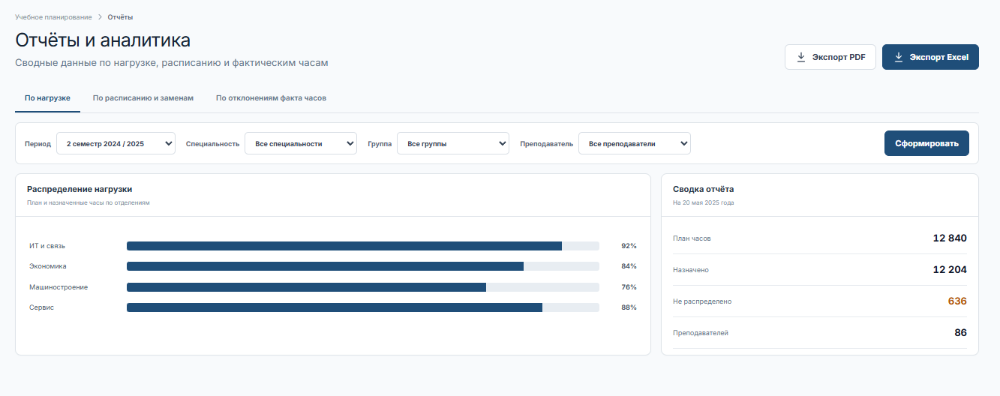 Учебное планирование > Отчёты
Отчёты и аналитика
Сводные данные по нагрузке, расписанию и фактическим часам
Экспорт PDF
Экспорт Excel
По нагрузке
По расписанию и заменам
По отклонениям факта часов
Период
2 семестр 2024 / 2025
Специальность
Все специальности
Группа
Все группы
Преподаватель
Все преподаватели
Сформировать
Распределение нагрузки
План и назначенные часы по отделениям
ИТ и связь 92%
Экономика 84%
Машиностроение 76%
Сервис 88%
Сводка отчёта
На 20 мая 2025 года
План часов 12 840
Назначено 12 204
Не распределено 636
Преподавателей 86